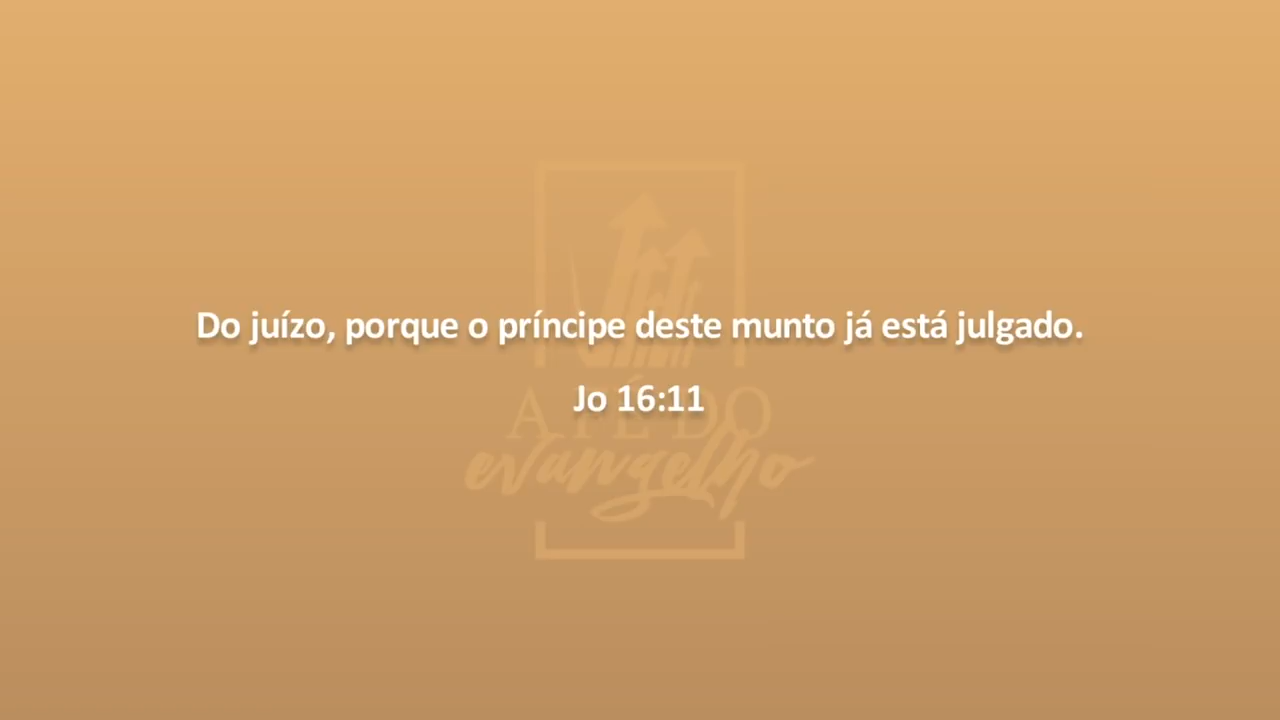 Do juízo, porque o príncipe deste munto já está julgado.
Jo 16:11
A FÉ DO
evangelho